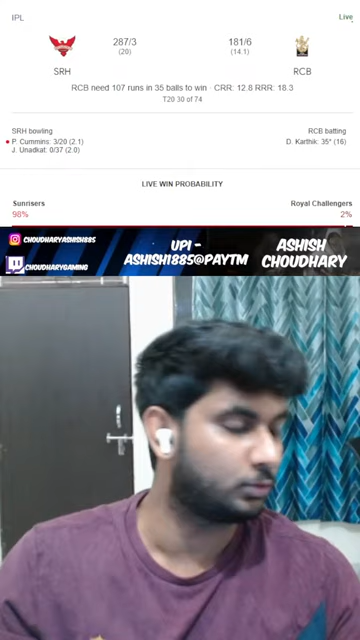 IPL
Live
287/3
(20)
181/6
(14.1)
SRH
RCB
RCB need 107 runs in 35 balls to win · CRR: 12.8 RRR: 18.3
T20 30 of 74
SRH bowling
RCB batting
P. Cummins: 3/20 (2.1)
D. Karthik: 35* (16)
J. Unadkat: 0/37 (2.0)
LIVE WIN PROBABILITY
Sunrisers
Royal Challengers
98%
2%
CHOUDHARYASHISH885
CHOUDHARYGAMING
UPI -
ASHISH1885@PAYTM
ASHISH
CHOUDHARY